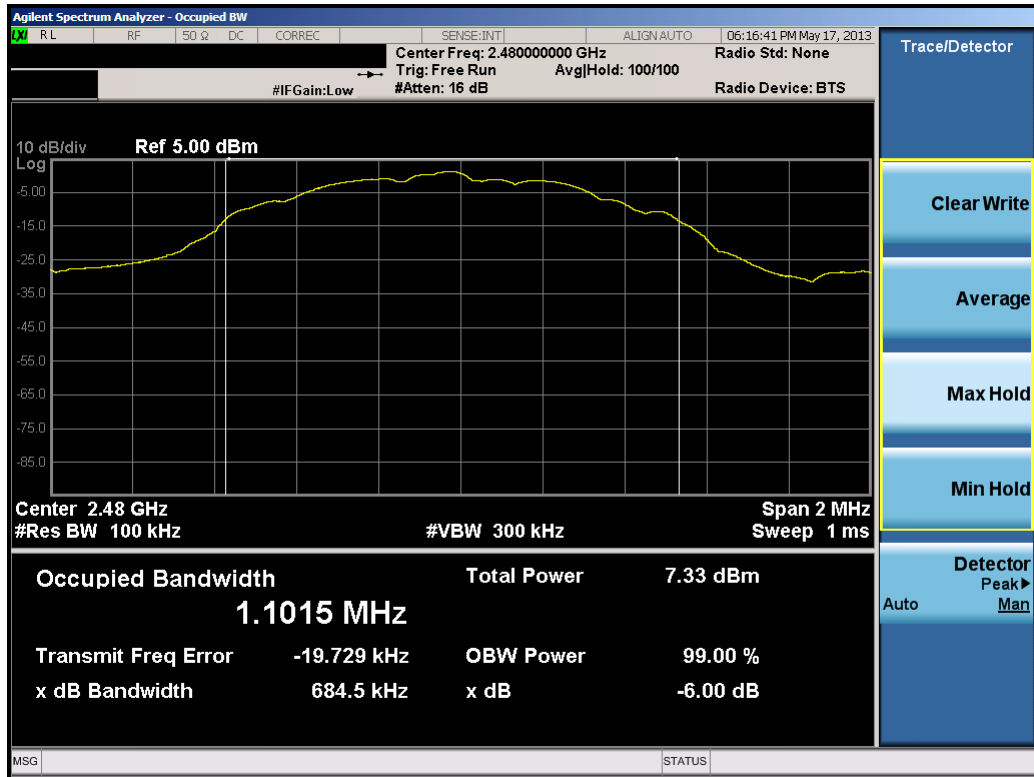 Agilent Spectrum Analyzer - Occupied BW
LXI RL RF 50 Ω DC CORREC SENSE:INT ALIGN AUTO 06:16:41 PM May 17, 2013
Center Freq: 2.480000000 GHz Radio Std: None
Trig: Free Run Avg|Hold: 100/100
#IFGain:Low #Atten: 16 dB Radio Device: BTS
10 dB/div Ref 5.00 dBm
Log
-5.00
-15.0
-25.0
-35.0
-45.0
-55.0
-65.0
-75.0
-85.0
Center 2.48 GHz Span 2 MHz
#Res BW 100 kHz #VBW 300 kHz Sweep 1 ms
Occupied Bandwidth Total Power 7.33 dBm
1.1015 MHz
Transmit Freq Error -19.729 kHz OBW Power 99.00 %
x dB Bandwidth 684.5 kHz x dB -6.00 dB
MSG STATUS
Trace/Detector
Clear Write
Average
Max Hold
Min Hold
Detector
Peak▶
Auto Man